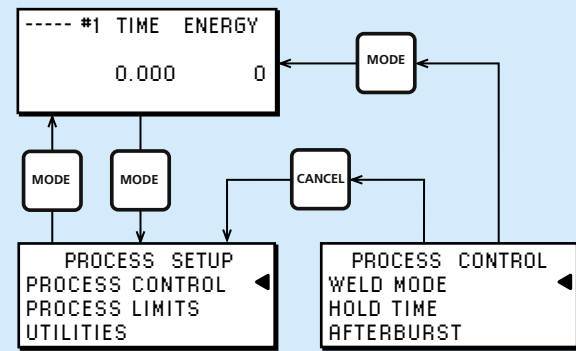 ----- #1 TIME ENERGY
0.000 0
MODE
MODE
MODE
CANCEL
PROCESS SETUP
PROCESS CONTROL
PROCESS LIMITS
UTILITIES
PROCESS CONTROL
WELD MODE
HOLD TIME
AFTERBURST